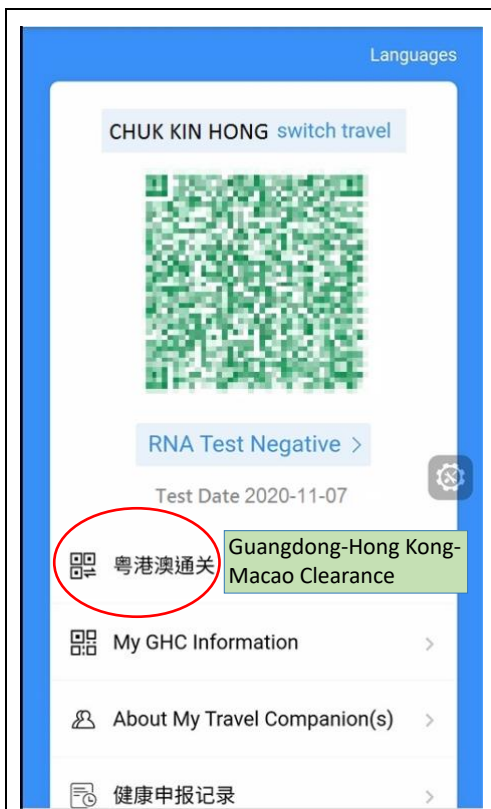 Languages
CHUK KIN HONG switch travel
RNA Test Negative >
Test Date 2020-11-07
粤港澳通关
Guangdong-Hong Kong-
Macao Clearance
My GHC Information >
About My Travel Companion(s) >
健康申报记录 >